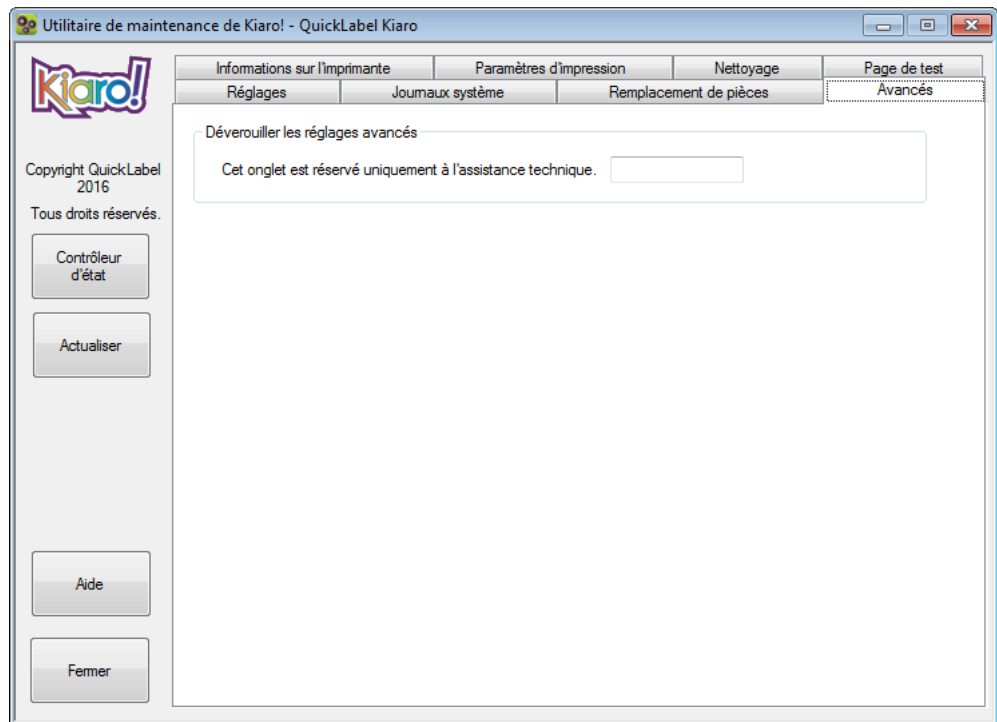 Utilitaire de maintenance de Kiaro! - QuickLabel Kiaro
Kiaro!
Informations sur l'imprimante
Paramètres d'impression
Nettoyage
Page de test
Réglages
Journaux système
Remplacement de pièces
Avancés
Déverouiller les réglages avancés
Cet onglet est réservé uniquement à l'assistance technique.
Copyright QuickLabel
2016
Tous droits réservés.
Contrôleur
d'état
Actualiser
Aide
Fermer